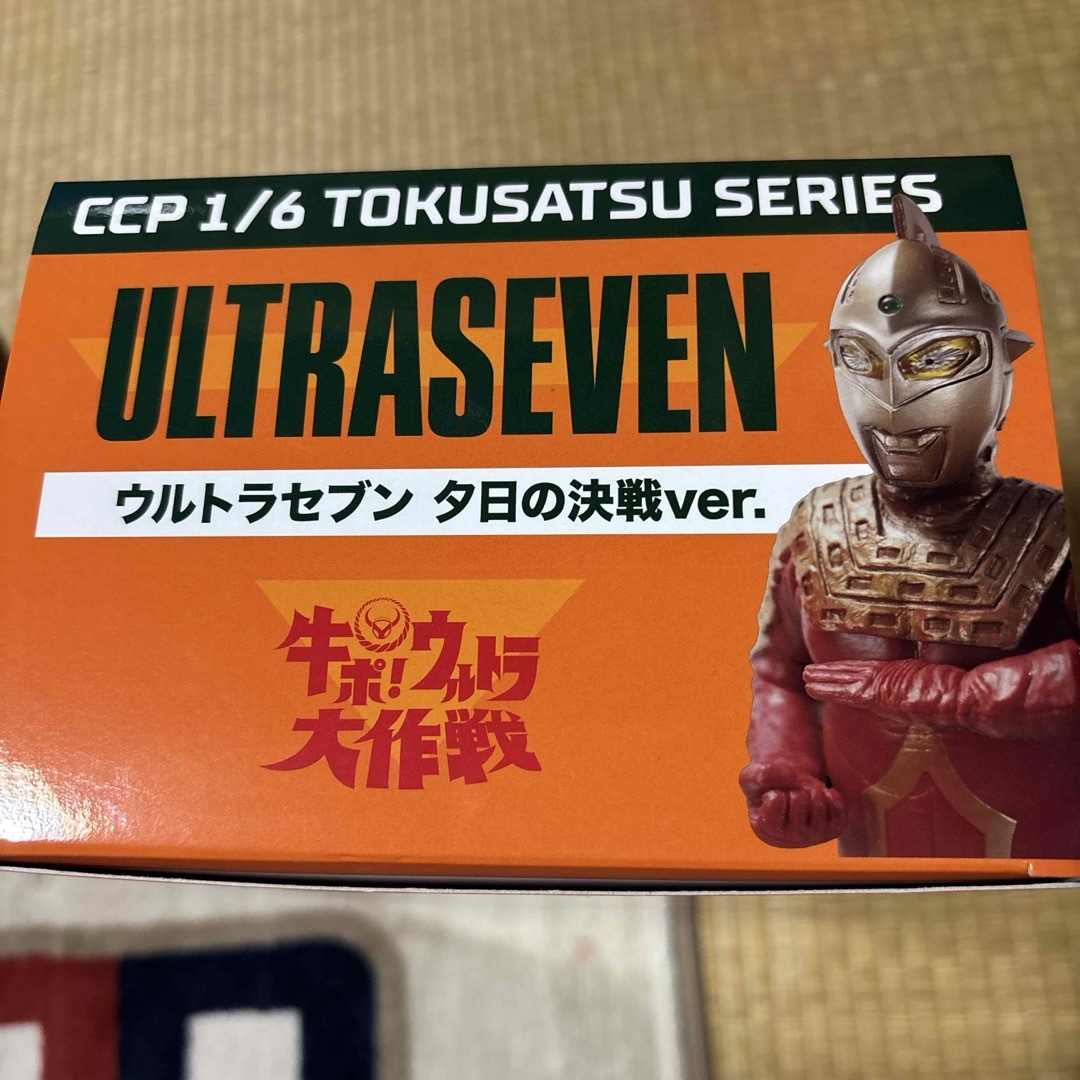 CCP 1/6 TOKUSATSU SERIES
ULTRASEVEN
ウルトラセブン 夕日の決戦ver.
牛ポ!ウルトラ
大作戦